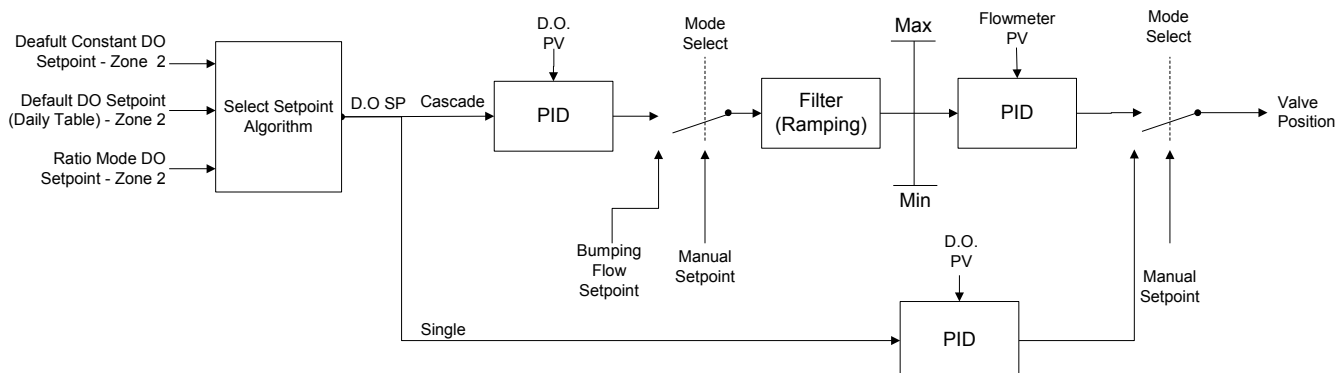 Deafult Constant DO
Setpoint - Zone 2
Default DO Setpoint
(Daily Table) - Zone 2
Ratio Mode DO
Setpoint - Zone 2
Select Setpoint
Algorithm
D.O SP
Cascade
D.O.
PV
PID
Mode
Select
Bumping
Flow
Setpoint
Manual
Setpoint
Filter
(Ramping)
Max
Min
Flowmeter
PV
PID
Mode
Select
Valve
Position
Manual
Setpoint
Single
D.O.
PV
PID